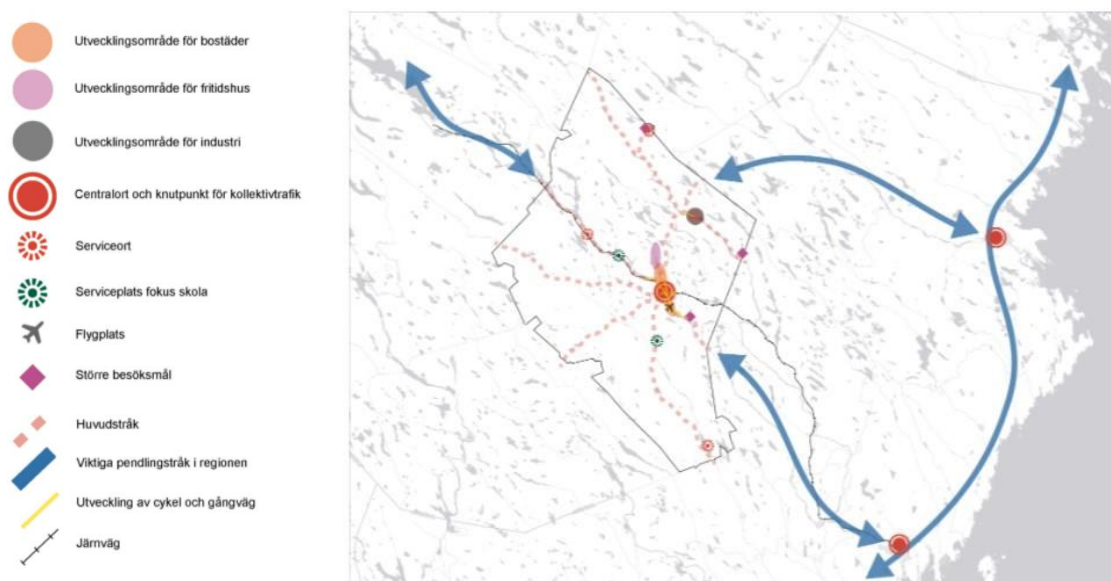 Utvecklingsområde för bostäder
Utvecklingsområde för fritidshus
Utvecklingsområde för industri
Centralort och knutpunkt för kollektivtrafik
Serviceort
Serviceplats fokus skola
Flygplats
Större besöksmål
Huvudstråk
Viktiga pendlingstråk i regionen
Utveckling av cykel och gångväg
Järnväg